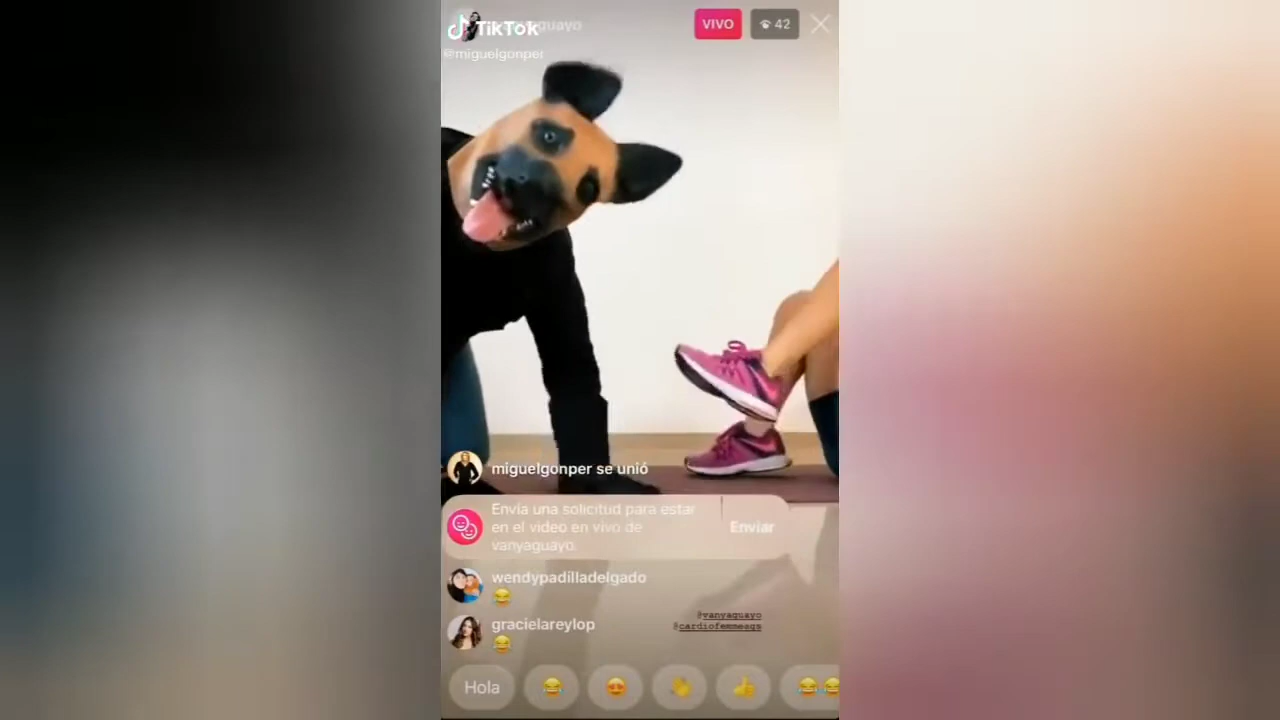 TikTok
guayo
VIVO
42
@miguelgonper
miguelgonper se unió
Envía una solicitud para estar
en el video en vivo de
vanyaguayo.
Enviar
wendypadilladelgado
😂
gracielareylop
😂
@vanyaguayo
@cardiofemmeags
Hola
😂
😍
👏
👍
😂😂